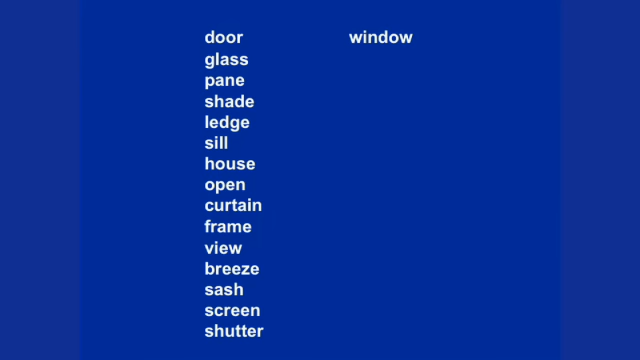 door window
glass
pane
shade
ledge
sill
house
open
curtain
frame
view
breeze
sash
screen
shutter